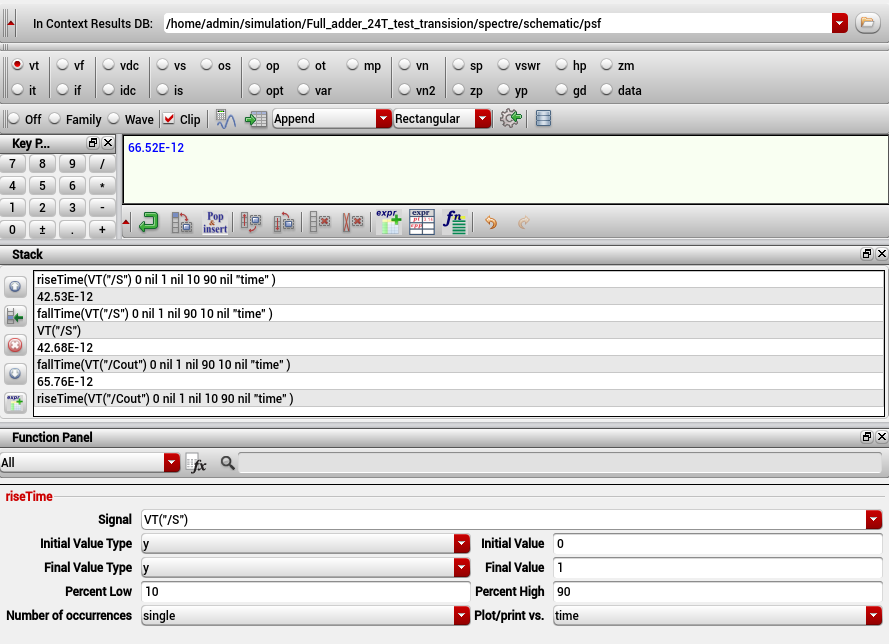 In Context Results DB: /home/admin/simulation/Full_adder_24T_test_transision/spectre/schematic/psf
vt vf vdc vs os op ot mp vn sp vswr hp zm
it if idc is opt var vn2 zp yp gd data
Off Family Wave Clip Append Rectangular
Key P...
7 8 9 /
4 5 6 *
1 2 3 -
0 ± . +
66.52E-12
Pop & insert
expr
expr
fn
Stack
riseTime(VT("/S") 0 nil 1 nil 10 90 nil "time" )
42.53E-12
fallTime(VT("/S") 0 nil 1 nil 90 10 nil "time" )
VT("/S")
42.68E-12
fallTime(VT("/Cout") 0 nil 1 nil 90 10 nil "time" )
65.76E-12
riseTime(VT("/Cout") 0 nil 1 nil 10 90 nil "time" )
expr
Function Panel
All fx
riseTime
Signal VT("/S")
Initial Value Type y Initial Value 0
Final Value Type y Final Value 1
Percent Low 10 Percent High 90
Number of occurrences single Plot/print vs. time